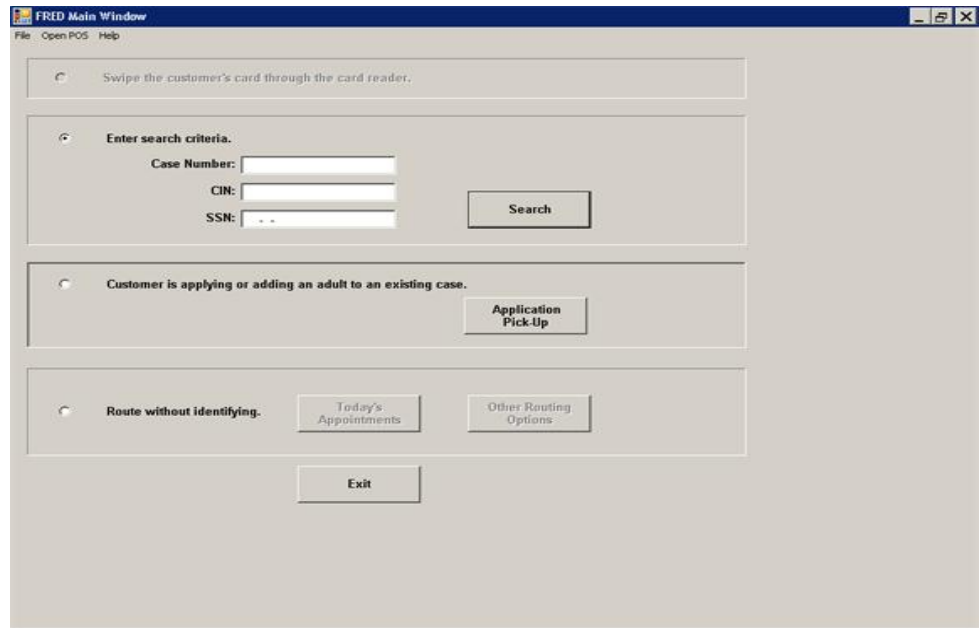 FRED Main Window
File Open POS Help
Swipe the customer's card through the card reader.
Enter search criteria.
Case Number:
CIN:
SSN: - -
Search
Customer is applying or adding an adult to an existing case.
Application
Pick-Up
Route without identifying.
Today's
Appointments
Other Routing
Options
Exit